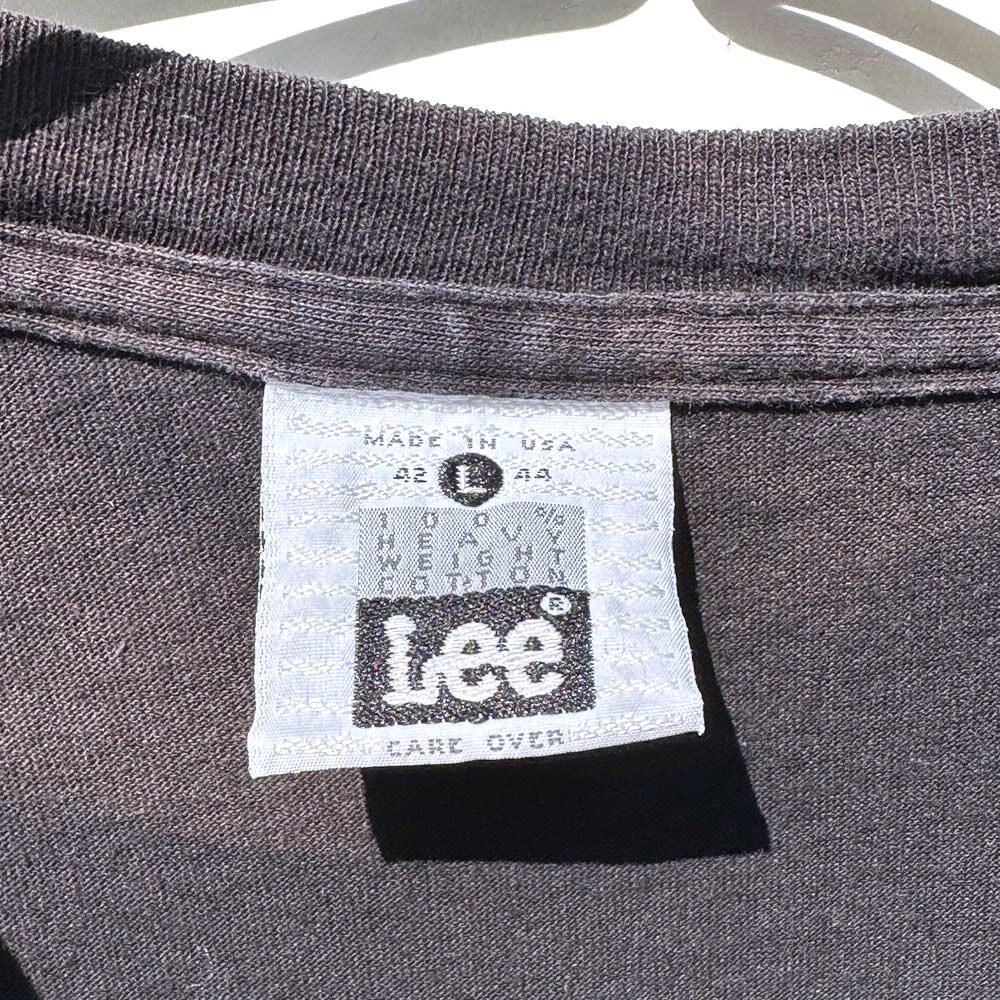 MADE IN USA
42 L 44
100%
HEAVY
WEIGHT
COTTON
Lee®
CARE OVER